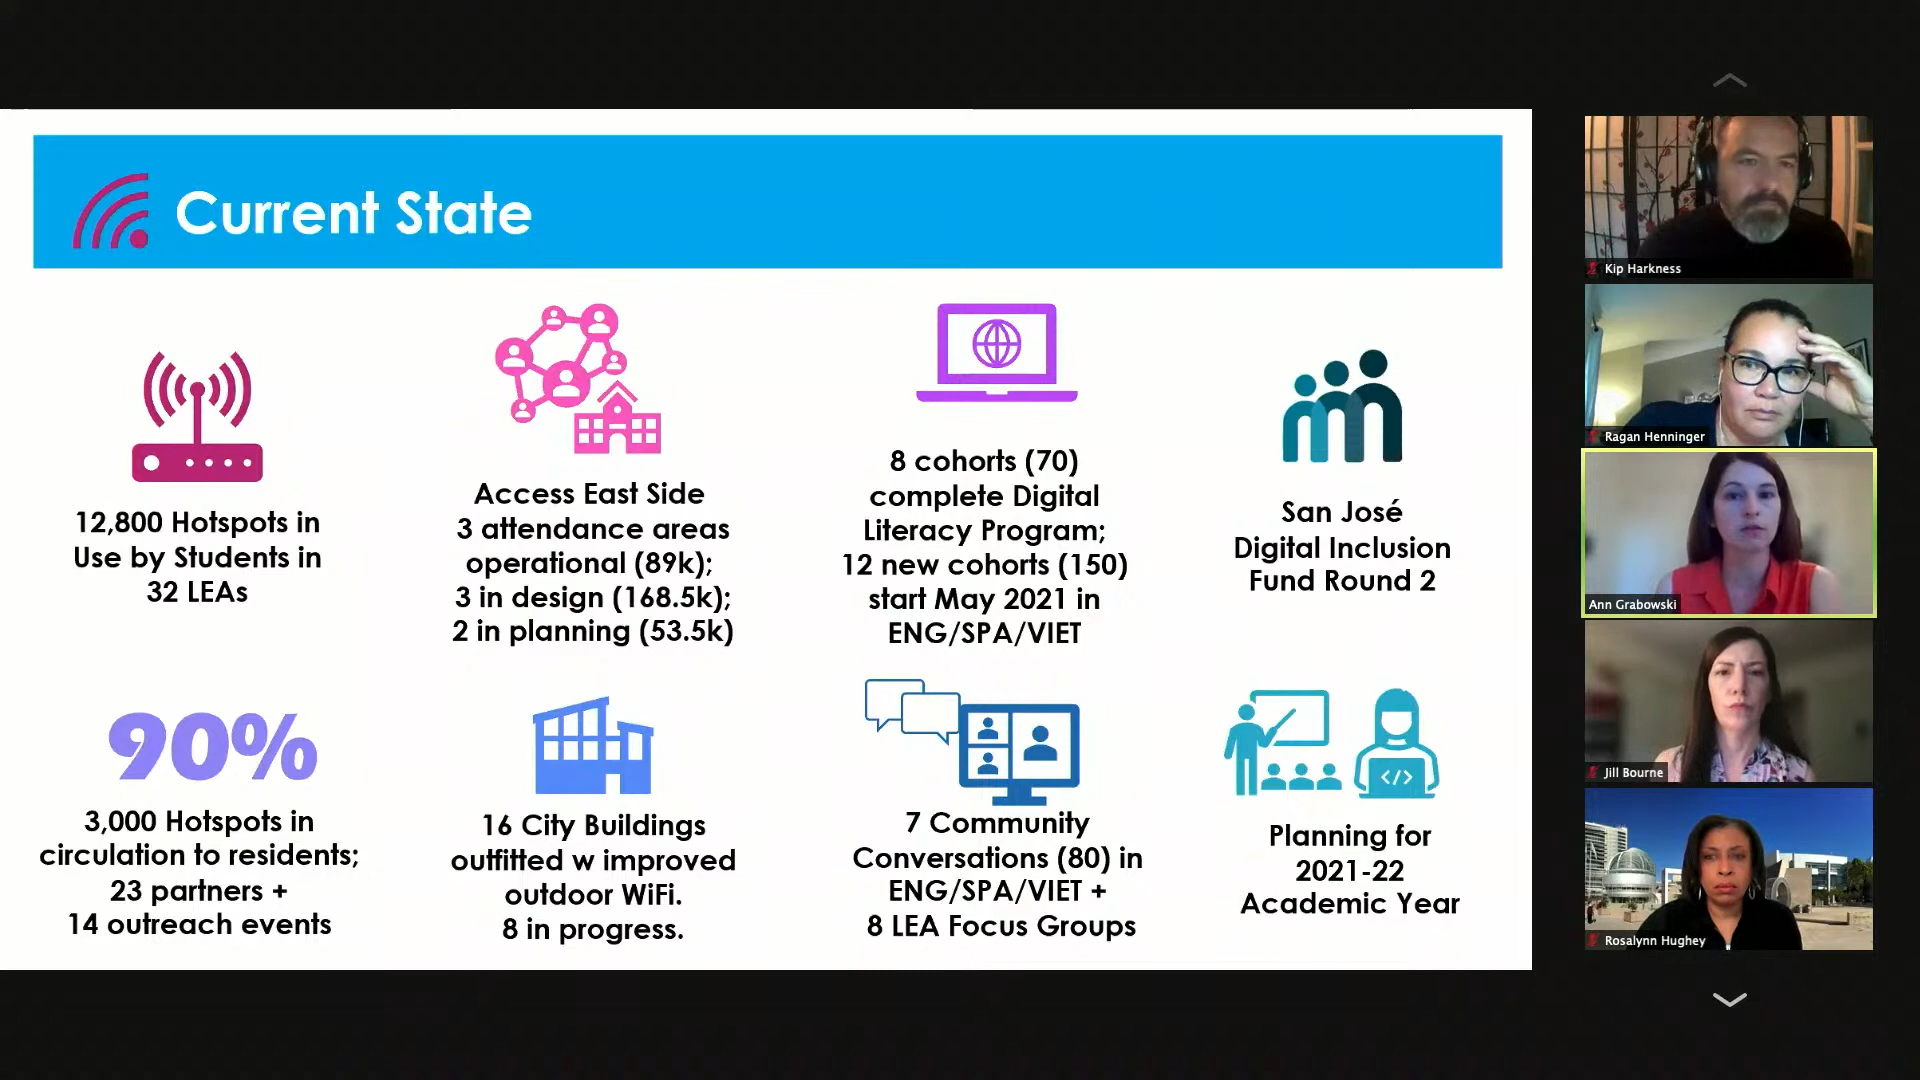 Current State
12,800 Hotspots in
Use by Students in
32 LEAs
Access East Side
3 attendance areas
operational (89k);
3 in design (168.5k);
2 in planning (53.5k)
8 cohorts (70)
complete Digital
Literacy Program;
12 new cohorts (150)
start May 2021 in
ENG/SPA/VIET
San José
Digital Inclusion
Fund Round 2
90%
3,000 Hotspots in
circulation to residents;
23 partners +
14 outreach events
16 City Buildings
outfitted w improved
outdoor WiFi.
8 in progress.
7 Community
Conversations (80) in
ENG/SPA/VIET +
8 LEA Focus Groups
</>
Planning for
2021-22
Academic Year
Kip Harkness
Ragan Henninger
Ann Grabowski
Jill Bourne
Rosalynn Hughey